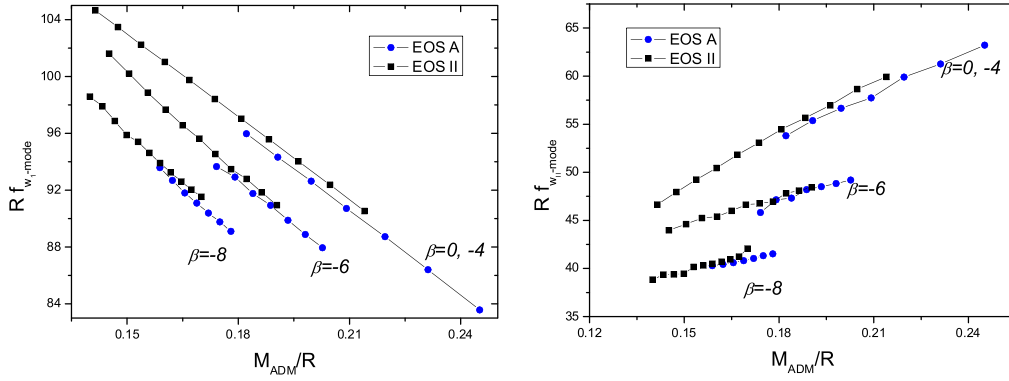 104
100
96
92
88
84
0.15
0.18
0.21
0.24
R f w_I-mode
M_ADM/R
EOS A
EOS II
β=-8
β=-6
β=0, -4
65
60
55
50
45
40
35
0.12
0.15
0.18
0.21
0.24
R f w_II-mode
M_ADM/R
EOS A
EOS II
β=0, -4
β=-6
β=-8